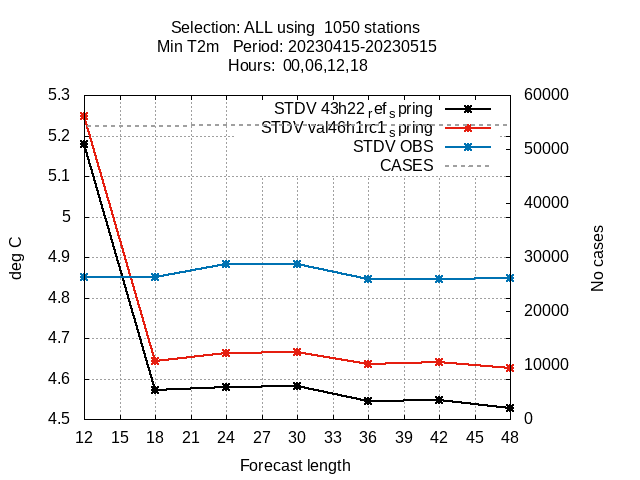 Selection: ALL using  1050 stations
Min T2m   Period: 20230415-20230515
Hours:  00,06,12,18
STDV 43h22_ref_spring
STDV val46h1rc1_spring
STDV OBS
CASES
5.3
5.2
5.1
5
4.9
4.8
4.7
4.6
4.5
60000
50000
40000
30000
20000
10000
0
deg C
No cases
12 15 18 21 24 27 30 33 36 39 42 45 48
Forecast length